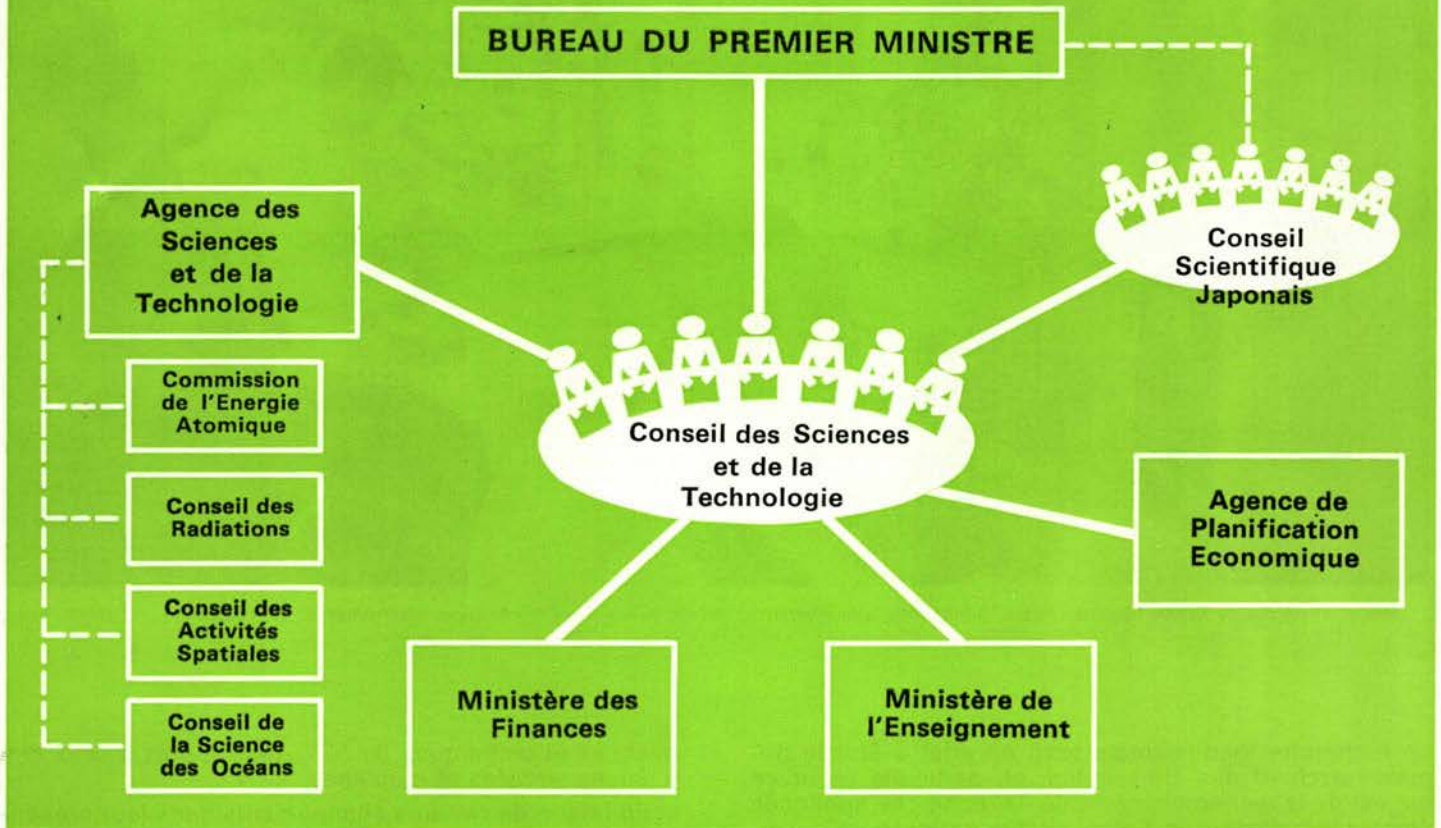 BUREAU DU PREMIER MINISTRE
Agence des
Sciences
et de la
Technologie
Conseil
Scientifique
Japonais
Commission
de l'Energie
Atomique
Conseil des Sciences
et de la
Technologie
Conseil des
Radiations
Agence de
Planification
Economique
Conseil des
Activités
Spatiales
Ministère des
Finances
Ministère de
l'Enseignement
Conseil de
la Science
des Océans